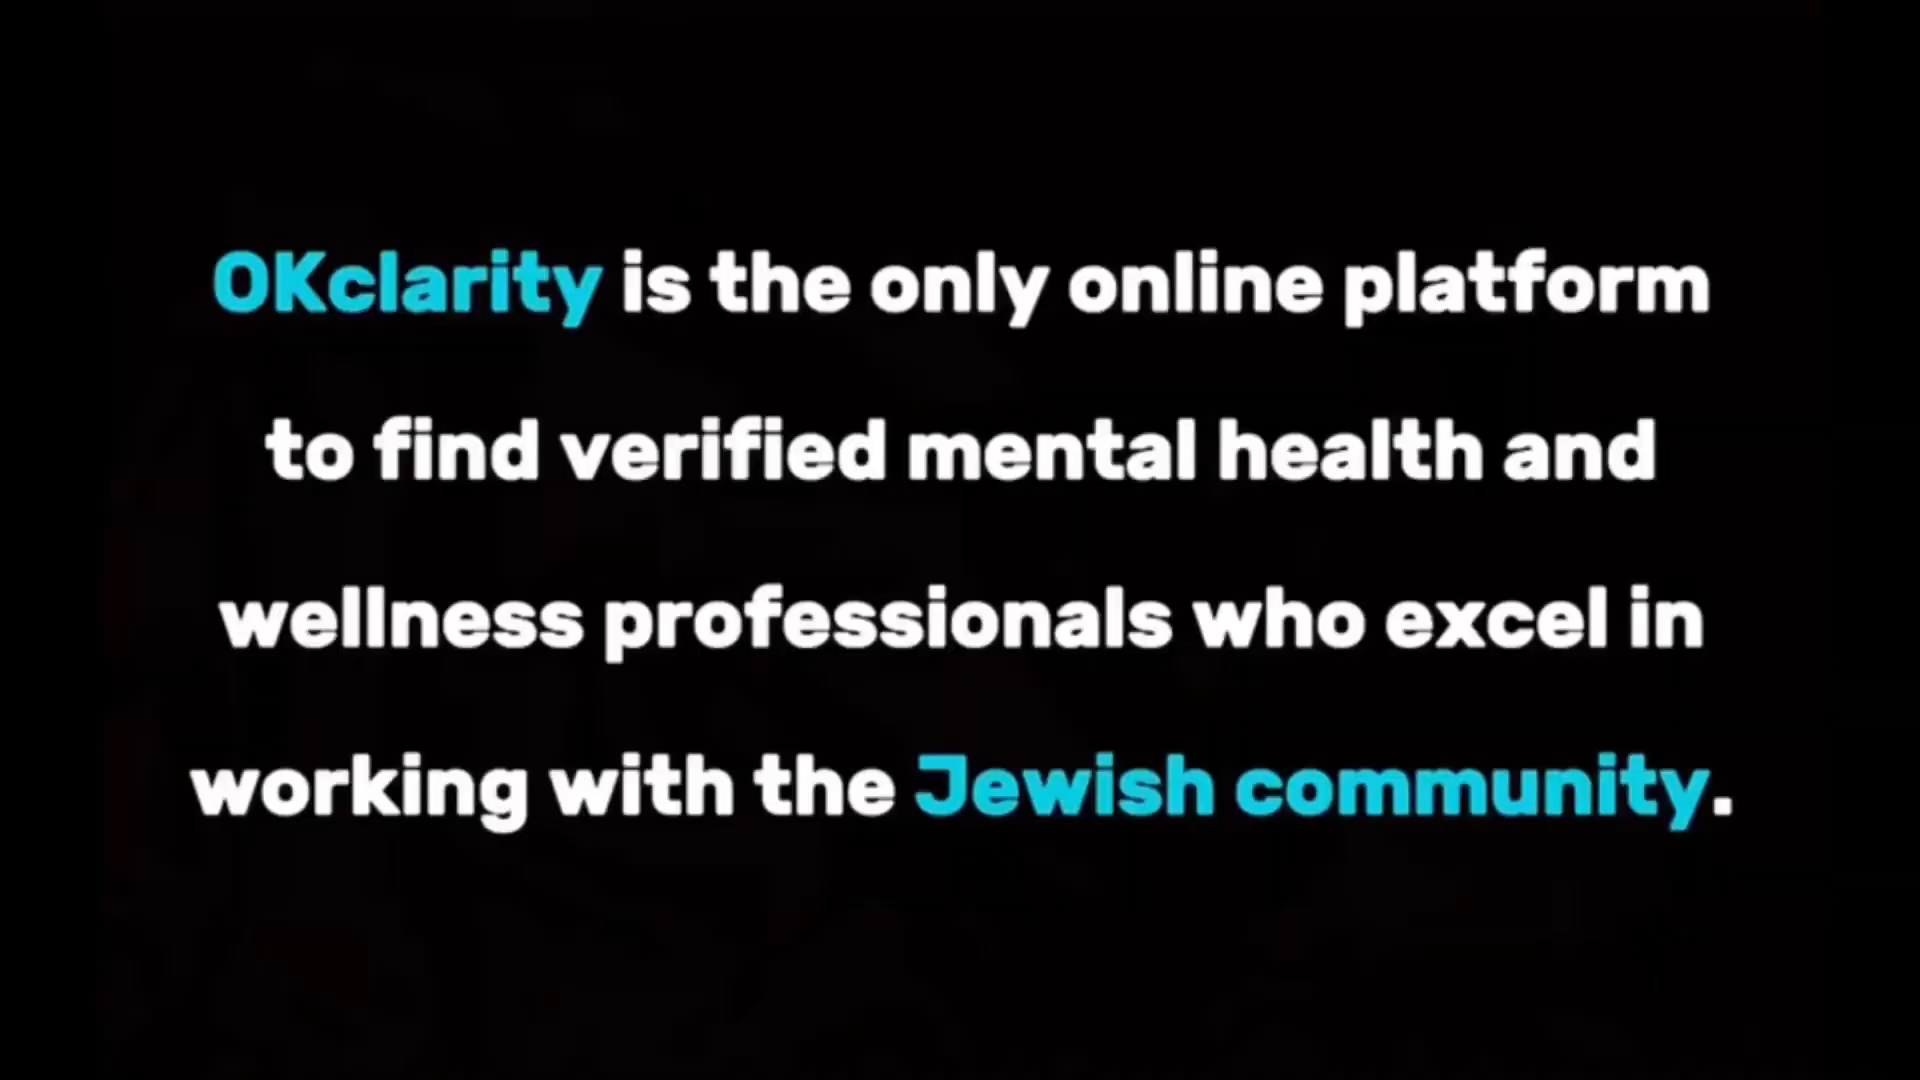 OKclarity is the only online platform
to find verified mental health and
wellness professionals who excel in
working with the Jewish community.